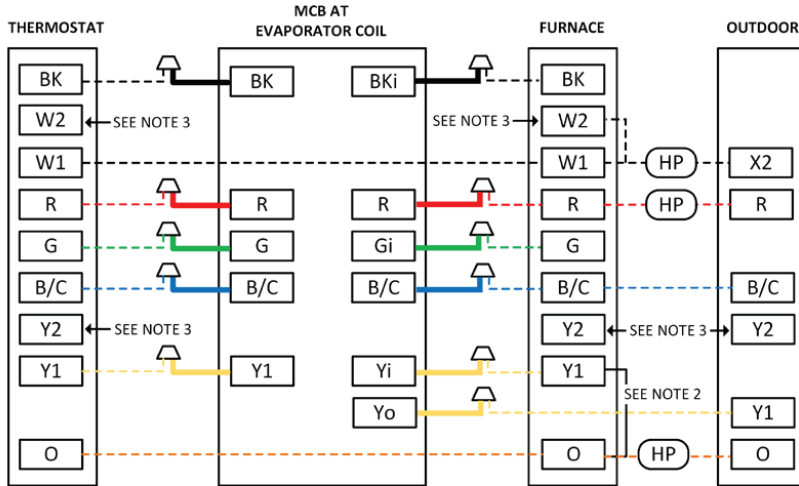 THERMOSTAT
MCB AT
EVAPORATOR COIL
FURNACE
OUTDOOR
BK
BK
BKi
BK
W2
SEE NOTE 3
SEE NOTE 3
W2
W1
W1
HP
X2
R
R
R
R
HP
R
G
G
Gi
G
B/C
B/C
B/C
B/C
B/C
Y2
SEE NOTE 3
Y2
SEE NOTE 3
Y2
Y1
Y1
Yi
Y1
SEE NOTE 2
Yo
Y1
O
O
HP
O